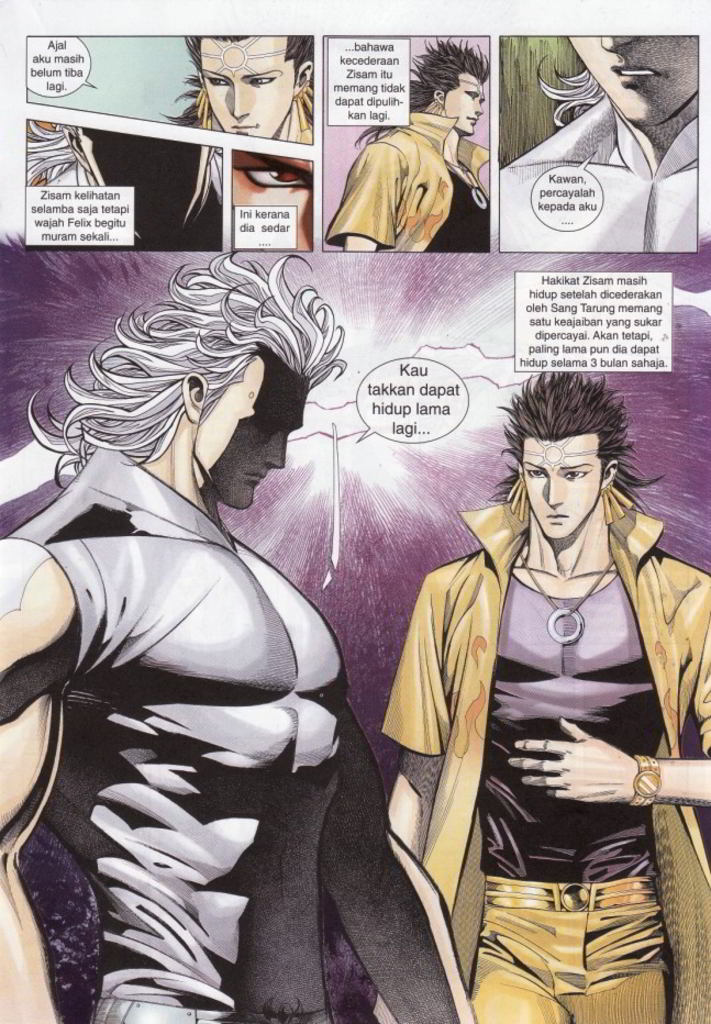 Ajal
aku masih
belum tiba
lagi.
Zisam kelihatan
selamba saja tetapi
wajah Felix begitu
muram sekali...
Ini kerana
dia sedar
....
...bahawa
kecederaan
Zisam itu
memang tidak
dapat dipulih-
kan lagi.
Kawan,
percayalah
kepada aku
....
Hakikat Zisam masih
hidup setelah dicederakan
oleh Sang Tarung memang
satu keajaiban yang sukar
dipercayai. Akan tetapi,
paling lama pun dia dapat
hidup selama 3 bulan sahaja.
Kau
takkan dapat
hidup lama
lagi...